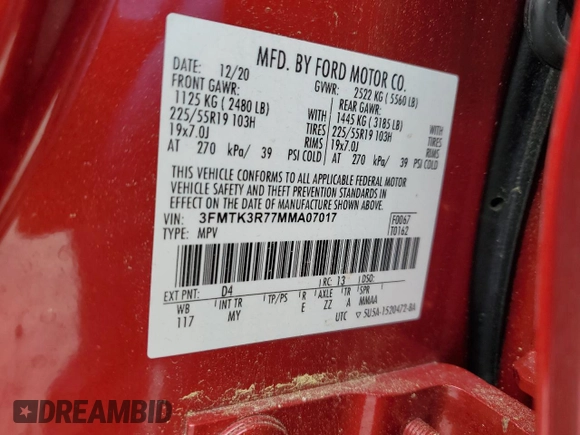 MFD. BY FORD MOTOR CO.
DATE: 12/20 GVWR: 2522 KG ( 5560 LB)
FRONT GAWR: REAR GAWR:
1125 KG ( 2480 LB) WITH 1445 KG ( 3185 LB) WITH
225/55R19 103H TIRES 225/55R19 103H TIRES
19x7.0J RIMS 19x7.0J RIMS
AT 270 kPa/ 39 PSI COLD AT 270 kPa/ 39 PSI COLD
THIS VEHICLE CONFORMS TO ALL APPLICABLE FEDERAL MOTOR
VEHICLE SAFETY AND THEFT PREVENTION STANDARDS IN
EFFECT ON THE DATE OF MANUFACTURE SHOWN ABOVE.
VIN: 3FMTK3R77MMA07017 F0067
TYPE: MPV T0162
EXT PNT: D4 RC: 13 DSO:
WB INT TR TP/PS R AXLE TR SPR
117 MY E ZZ A MMAA
UTC ▽ 5U5A-1520472-BA
DREAMBID